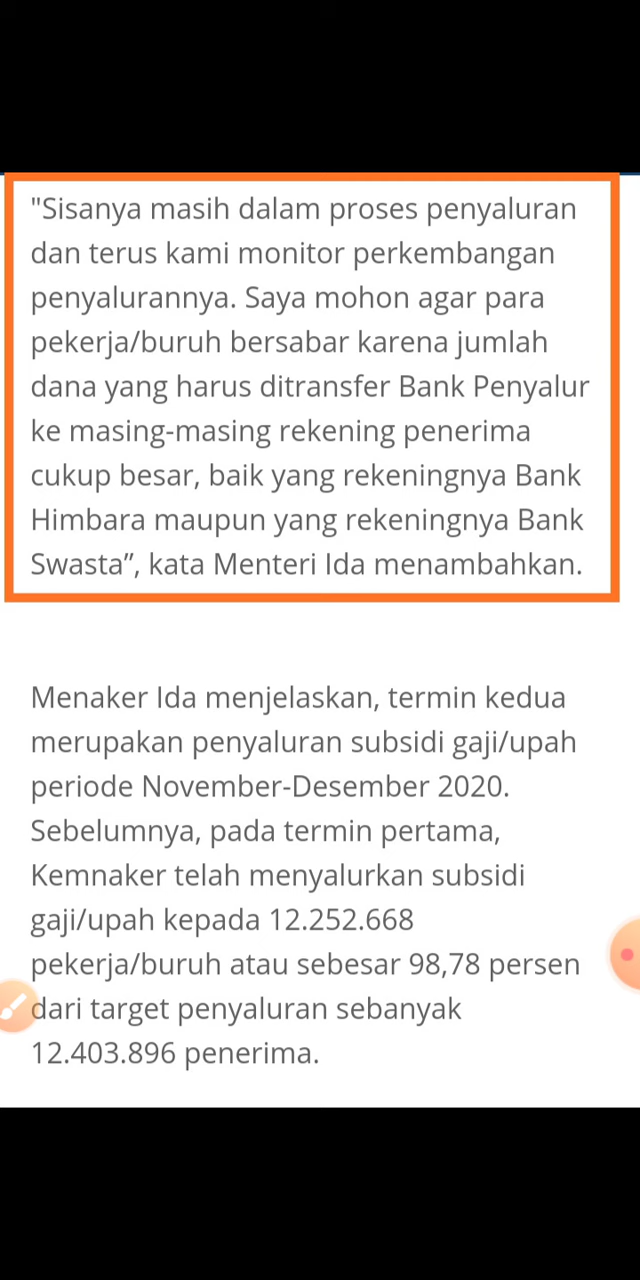 "Sisanya masih dalam proses penyaluran
dan terus kami monitor perkembangan
penyalurannya. Saya mohon agar para
pekerja/buruh bersabar karena jumlah
dana yang harus ditransfer Bank Penyalur
ke masing-masing rekening penerima
cukup besar, baik yang rekeningnya Bank
Himbara maupun yang rekeningnya Bank
Swasta”, kata Menteri Ida menambahkan.
Menaker Ida menjelaskan, termin kedua
merupakan penyaluran subsidi gaji/upah
periode November-Desember 2020.
Sebelumnya, pada termin pertama,
Kemnaker telah menyalurkan subsidi
gaji/upah kepada 12.252.668
pekerja/buruh atau sebesar 98,78 persen
dari target penyaluran sebanyak
12.403.896 penerima.